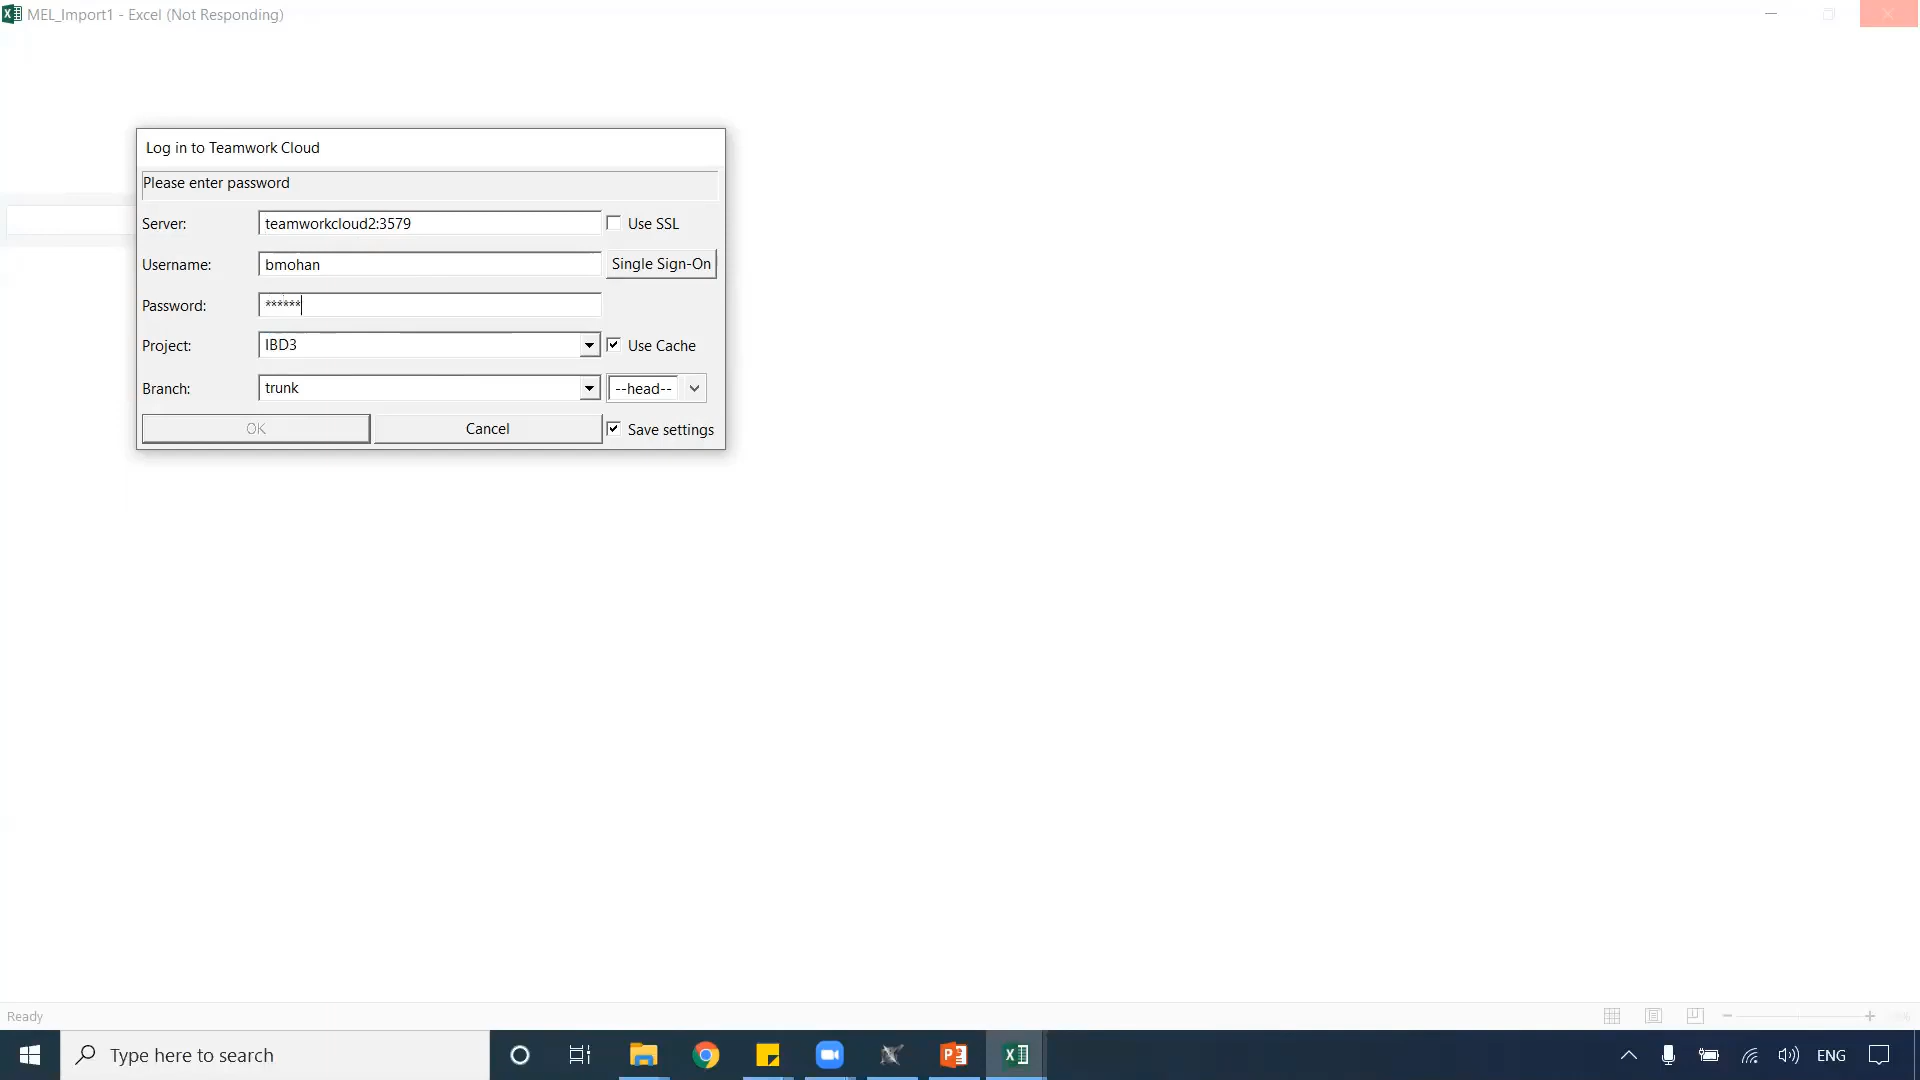 MEL_Import1 - Excel (Not Responding)
Log in to Teamwork Cloud
Please enter password
Server: teamworkcloud2:3579 Use SSL
Username: bmohan Single Sign-On
Password: ******
Project: IBD3 Use Cache
Branch: trunk --head--
OK Cancel Save settings
Ready
Type here to search
ENG